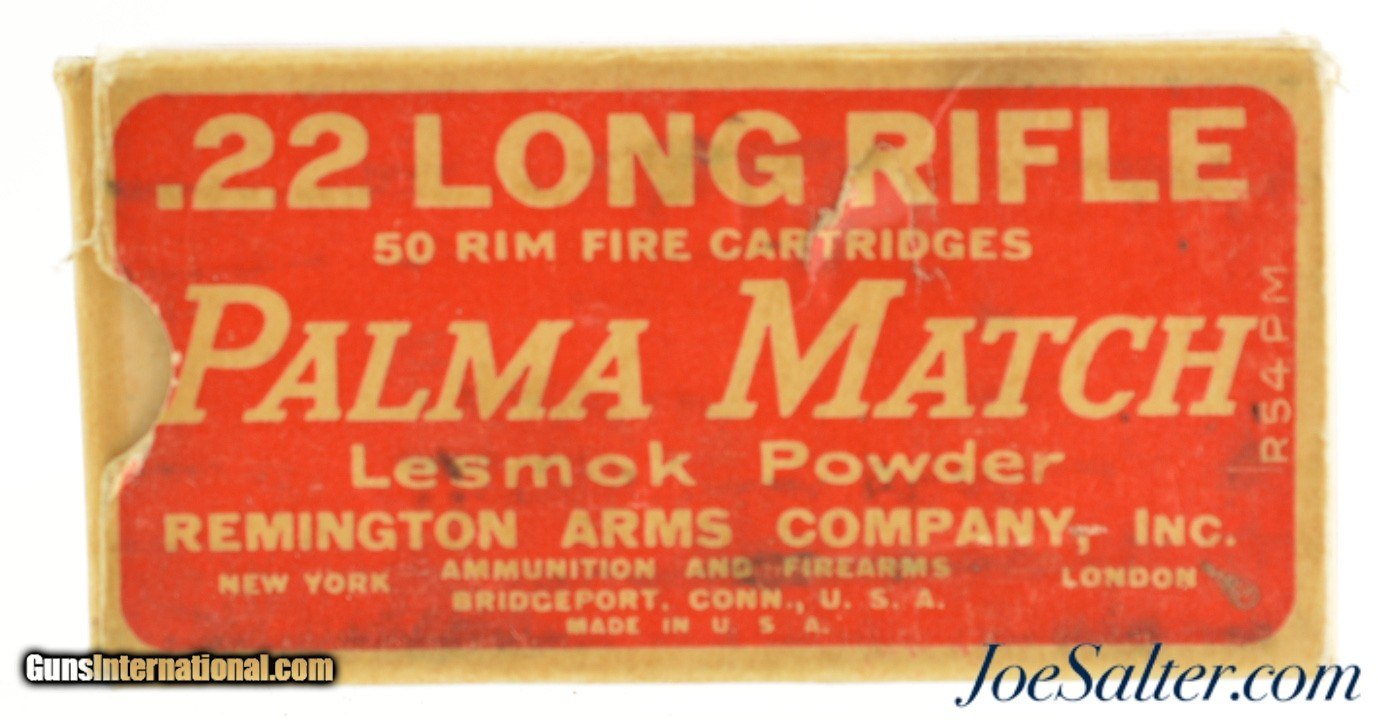 .22 LONG RIFLE
50 RIM FIRE CARTRIDGES
PALMA MATCH
Lesmok Powder
REMINGTON ARMS COMPANY, INC.
NEW YORK AMMUNITION AND FIREARMS LONDON
BRIDGEPORT, CONN., U. S. A.
MADE IN U. S. A.
R54PM
GunsInternational.com
JoeSalter.com